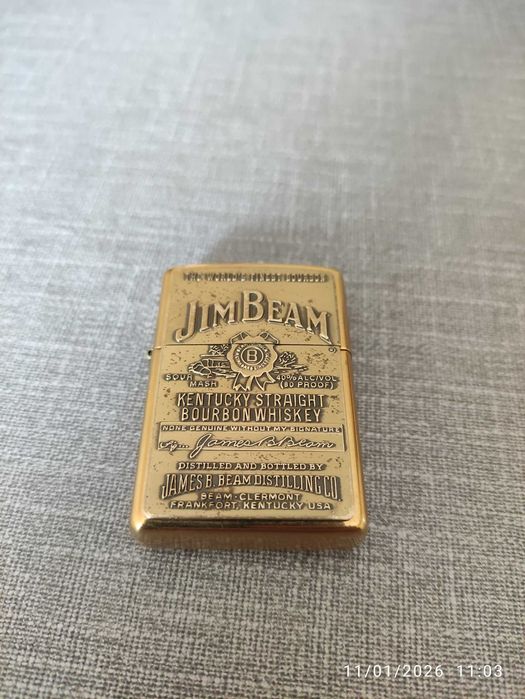 THE WORLD'S FINEST BOURBON
JIM BEAM
B
SOUR MASH
40% ALC/VOL
(80 PROOF)
KENTUCKY STRAIGHT
BOURBON WHISKEY
NONE GENUINE WITHOUT MY SIGNATURE
James B. Beam
DISTILLED AND BOTTLED BY
JAMES B. BEAM DISTILLING CO.
BEAM-CLERMONT
FRANKFORT, KENTUCKY USA
11/01/2026 11:03